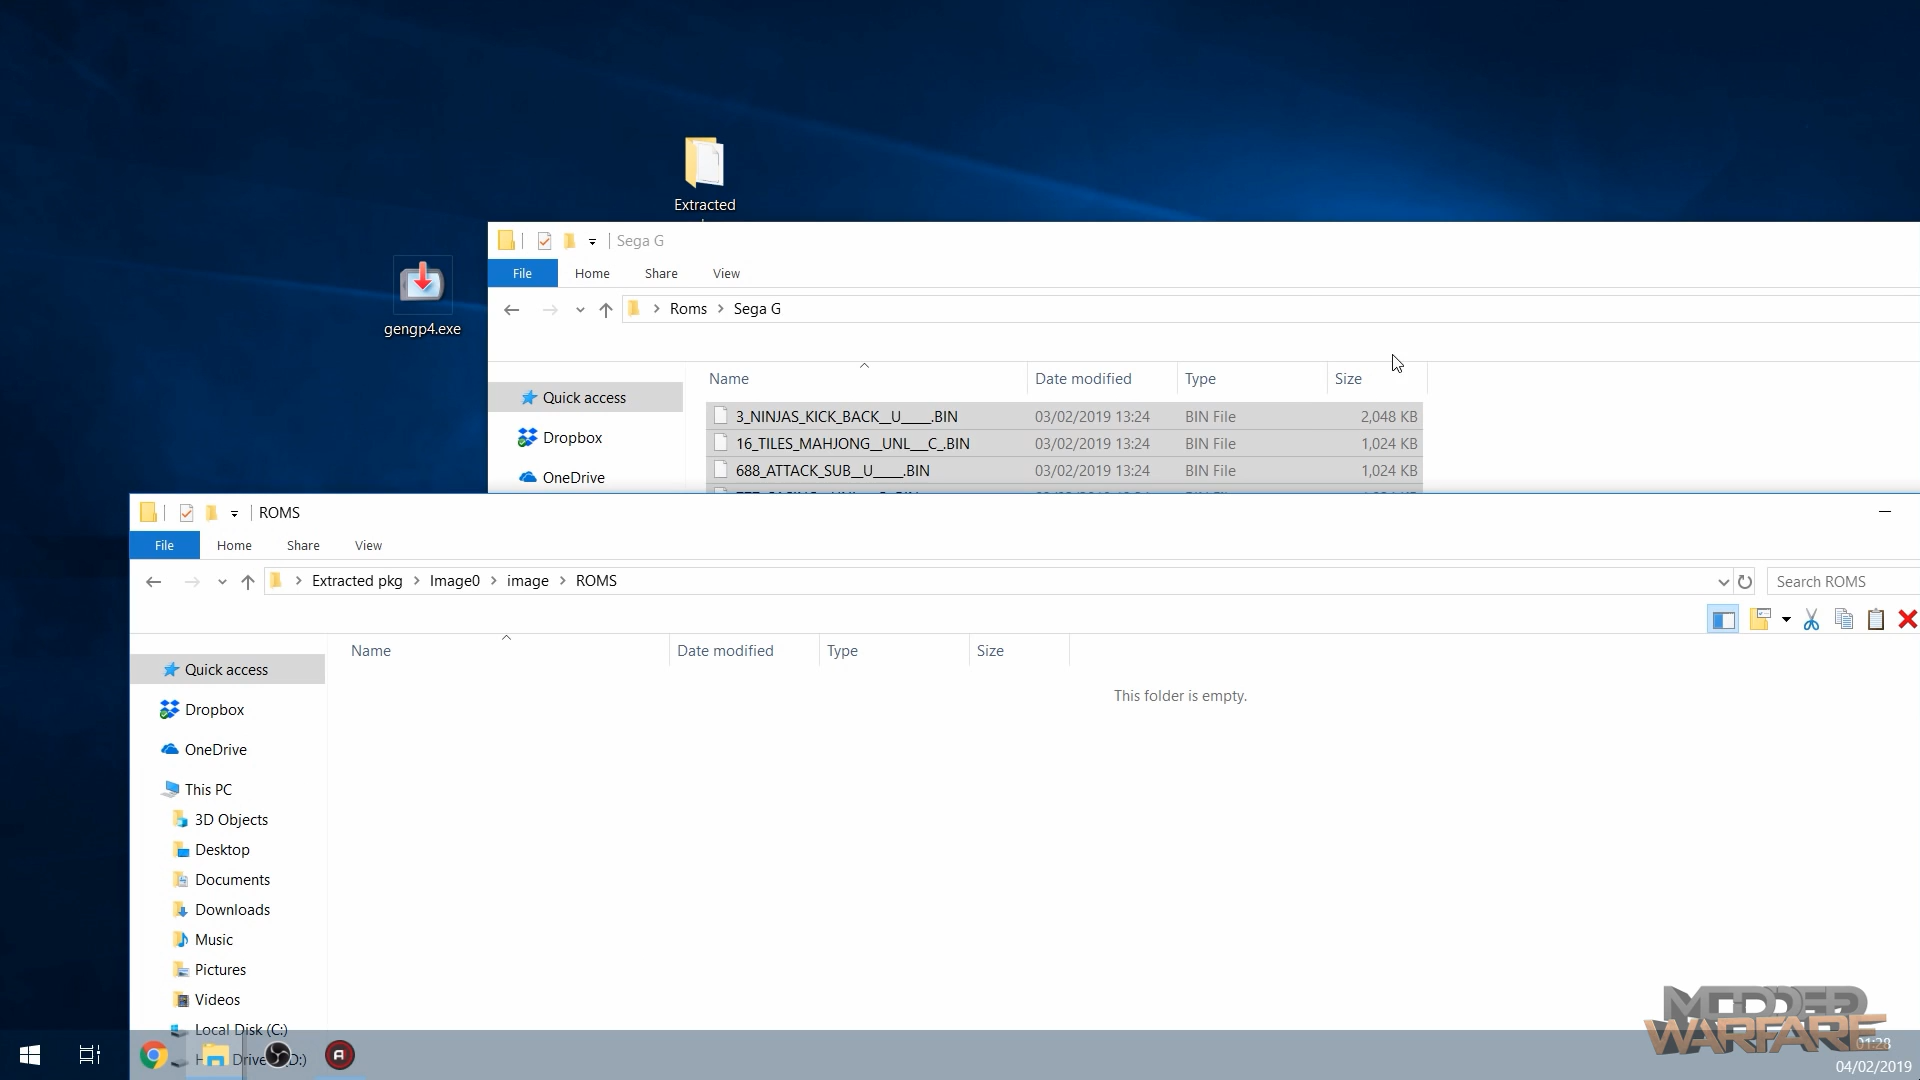 Extracted
gengp4.exe
Sega G
File Home Share View
Roms Sega G
Name Date modified Type Size
Quick access
Dropbox
OneDrive
3_NINJAS_KICK_BACK__U____.BIN 03/02/2019 13:24 BIN File 2,048 KB
16_TILES_MAHJONG__UNL___C_.BIN 03/02/2019 13:24 BIN File 1,024 KB
688_ATTACK_SUB__U____.BIN 03/02/2019 13:24 BIN File 1,024 KB
ROMS
File Home Share View
Extracted pkg Image0 image ROMS
Search ROMS
Name Date modified Type Size
This folder is empty.
Quick access
Dropbox
OneDrive
This PC
3D Objects
Desktop
Documents
Downloads
Music
Pictures
Videos
Local Disk (C:)
Drive D:)
MODDED
WARFARE
01:28
04/02/2019